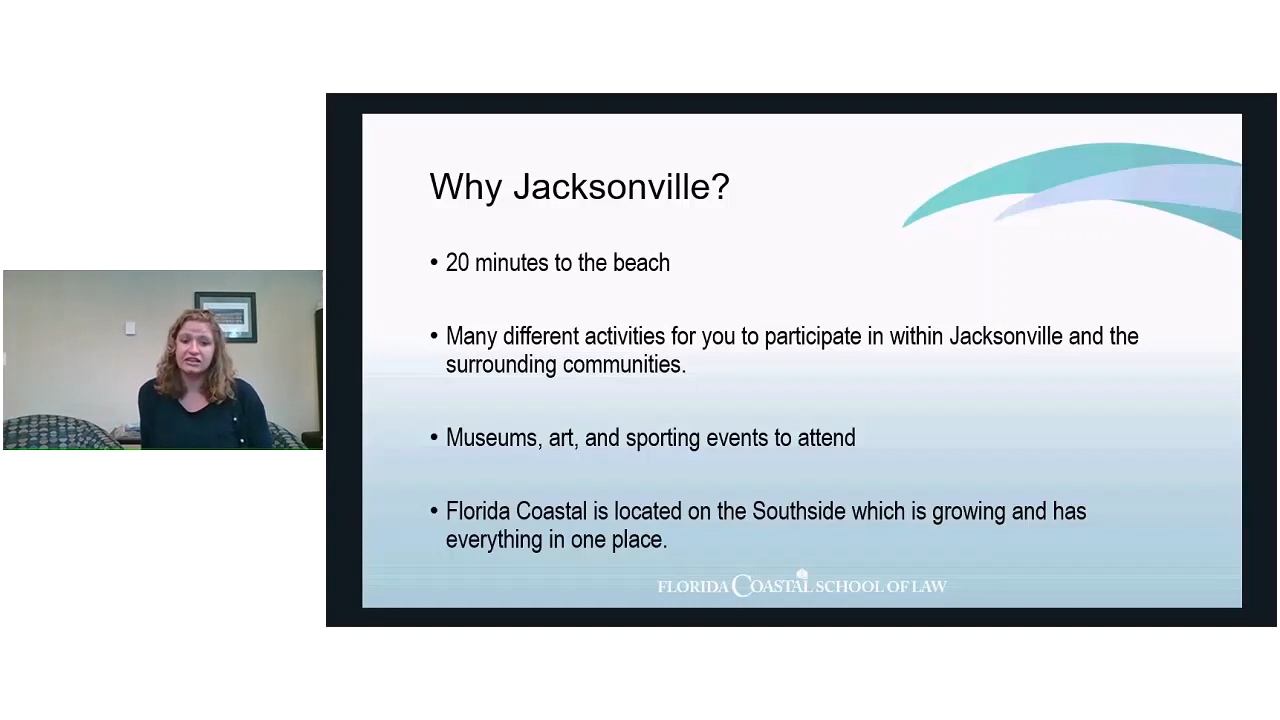 Why Jacksonville?
• 20 minutes to the beach
• Many different activities for you to participate in within Jacksonville and the
surrounding communities.
• Museums, art, and sporting events to attend
• Florida Coastal is located on the Southside which is growing and has
everything in one place.
FLORIDA COASTAL SCHOOL OF LAW